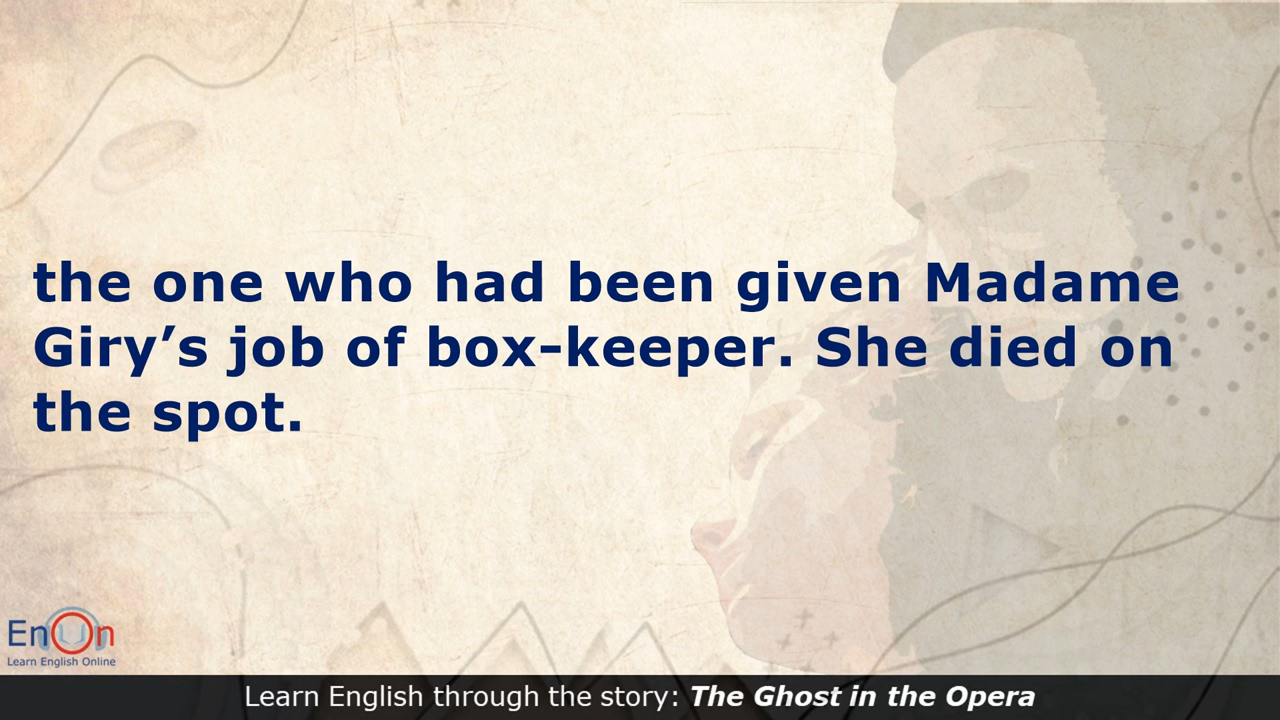 the one who had been given Madame
Giry’s job of box-keeper. She died on
the spot.
EnOn
Learn English Online
Learn English through the story: The Ghost in the Opera